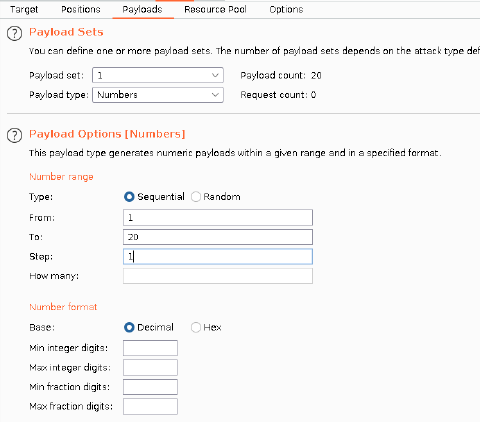 Target Positions Payloads Resource Pool Options
? Payload Sets
You can define one or more payload sets. The number of payload sets depends on the attack type def
Payload set: 1 Payload count: 20
Payload type: Numbers Request count: 0
? Payload Options [Numbers]
This payload type generates numeric payloads within a given range and in a specified format.
Number range
Type: Sequential Random
From: 1
To: 20
Step: 1
How many:
Number format
Base: Decimal Hex
Min integer digits:
Max integer digits:
Min fraction digits:
Max fraction digits: